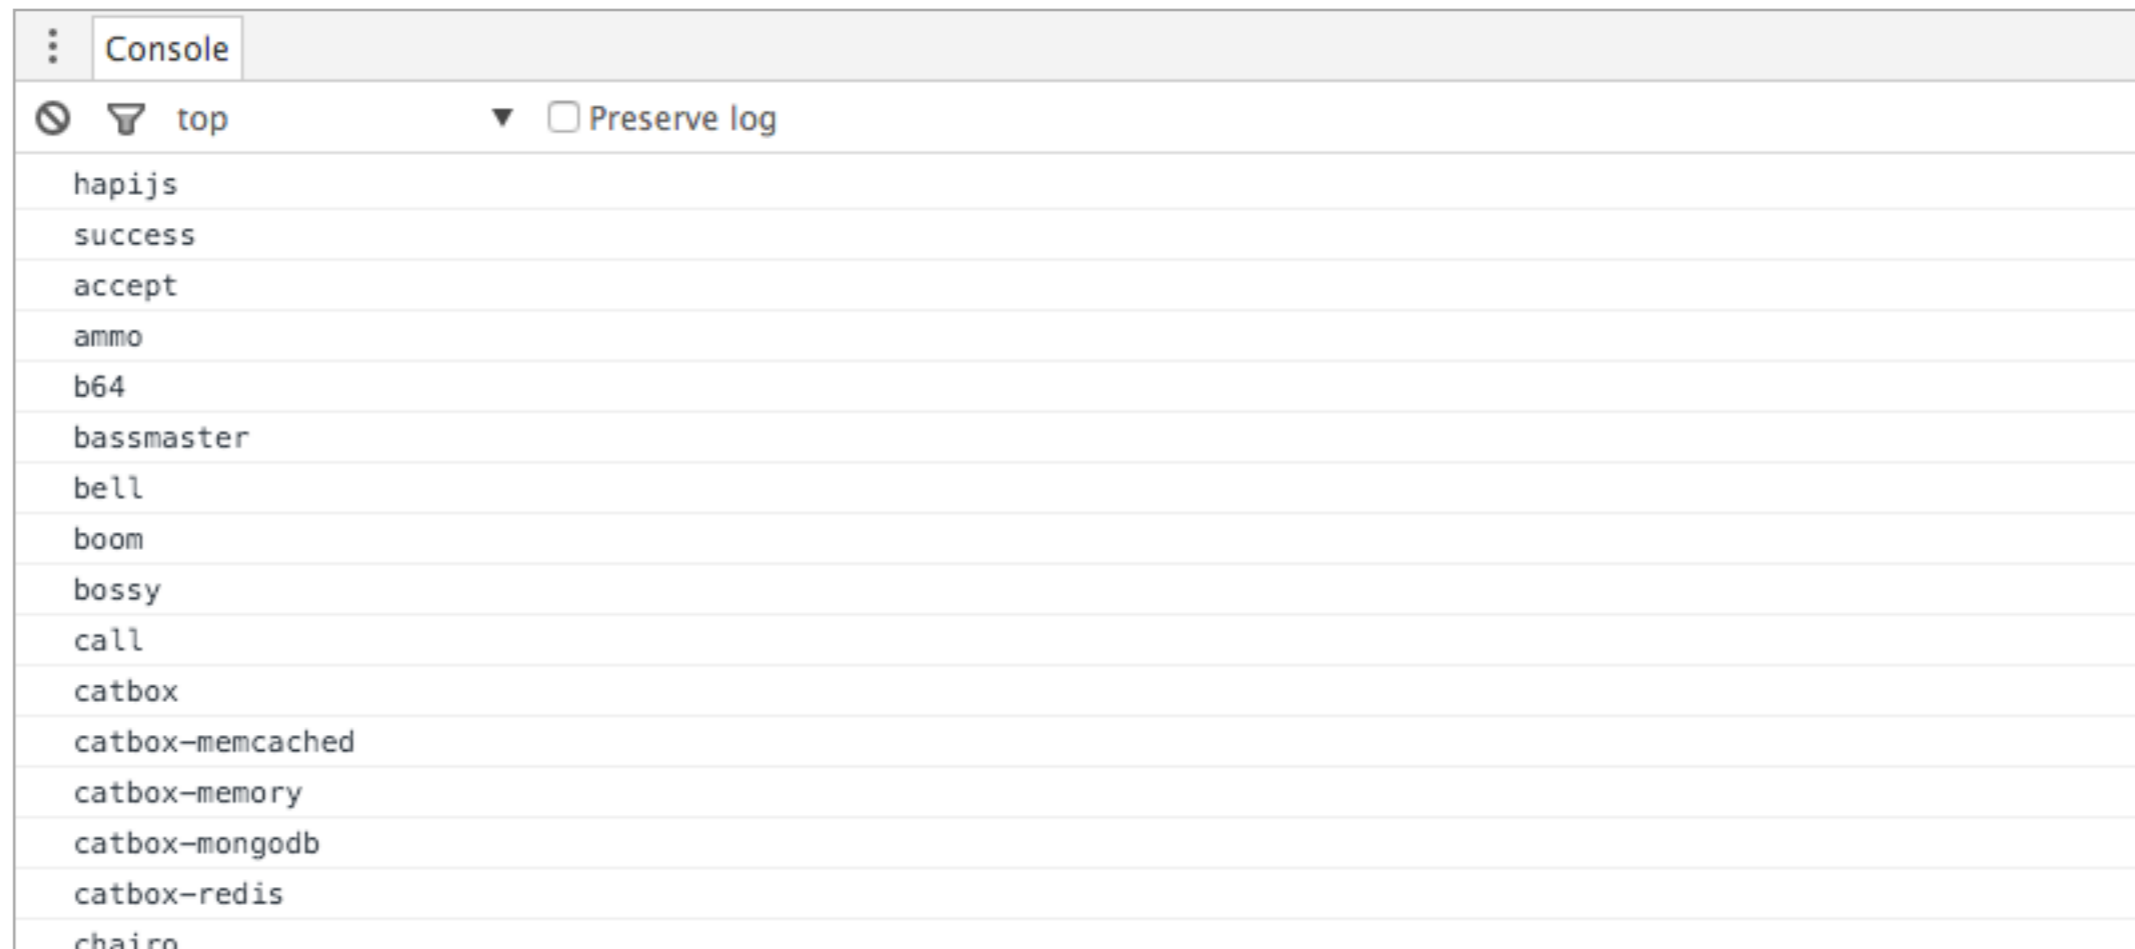 Console
top ▼ Preserve log
hapijs
success
accept
ammo
b64
bassmaster
bell
boom
bossy
call
catbox
catbox-memcached
catbox-memory
catbox-mongodb
catbox-redis
chairo